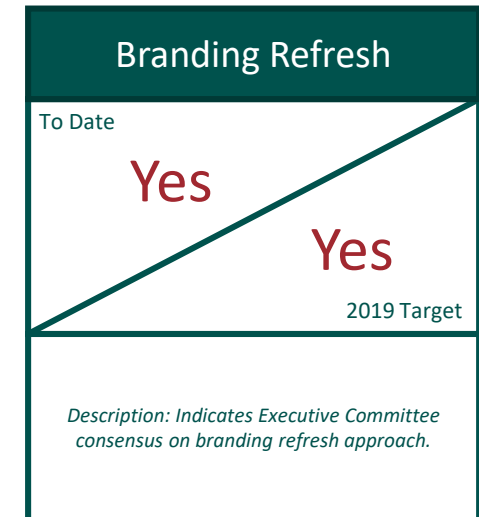 Branding Refresh
To Date
Yes
Yes
2019 Target
Description: Indicates Executive Committee
consensus on branding refresh approach.